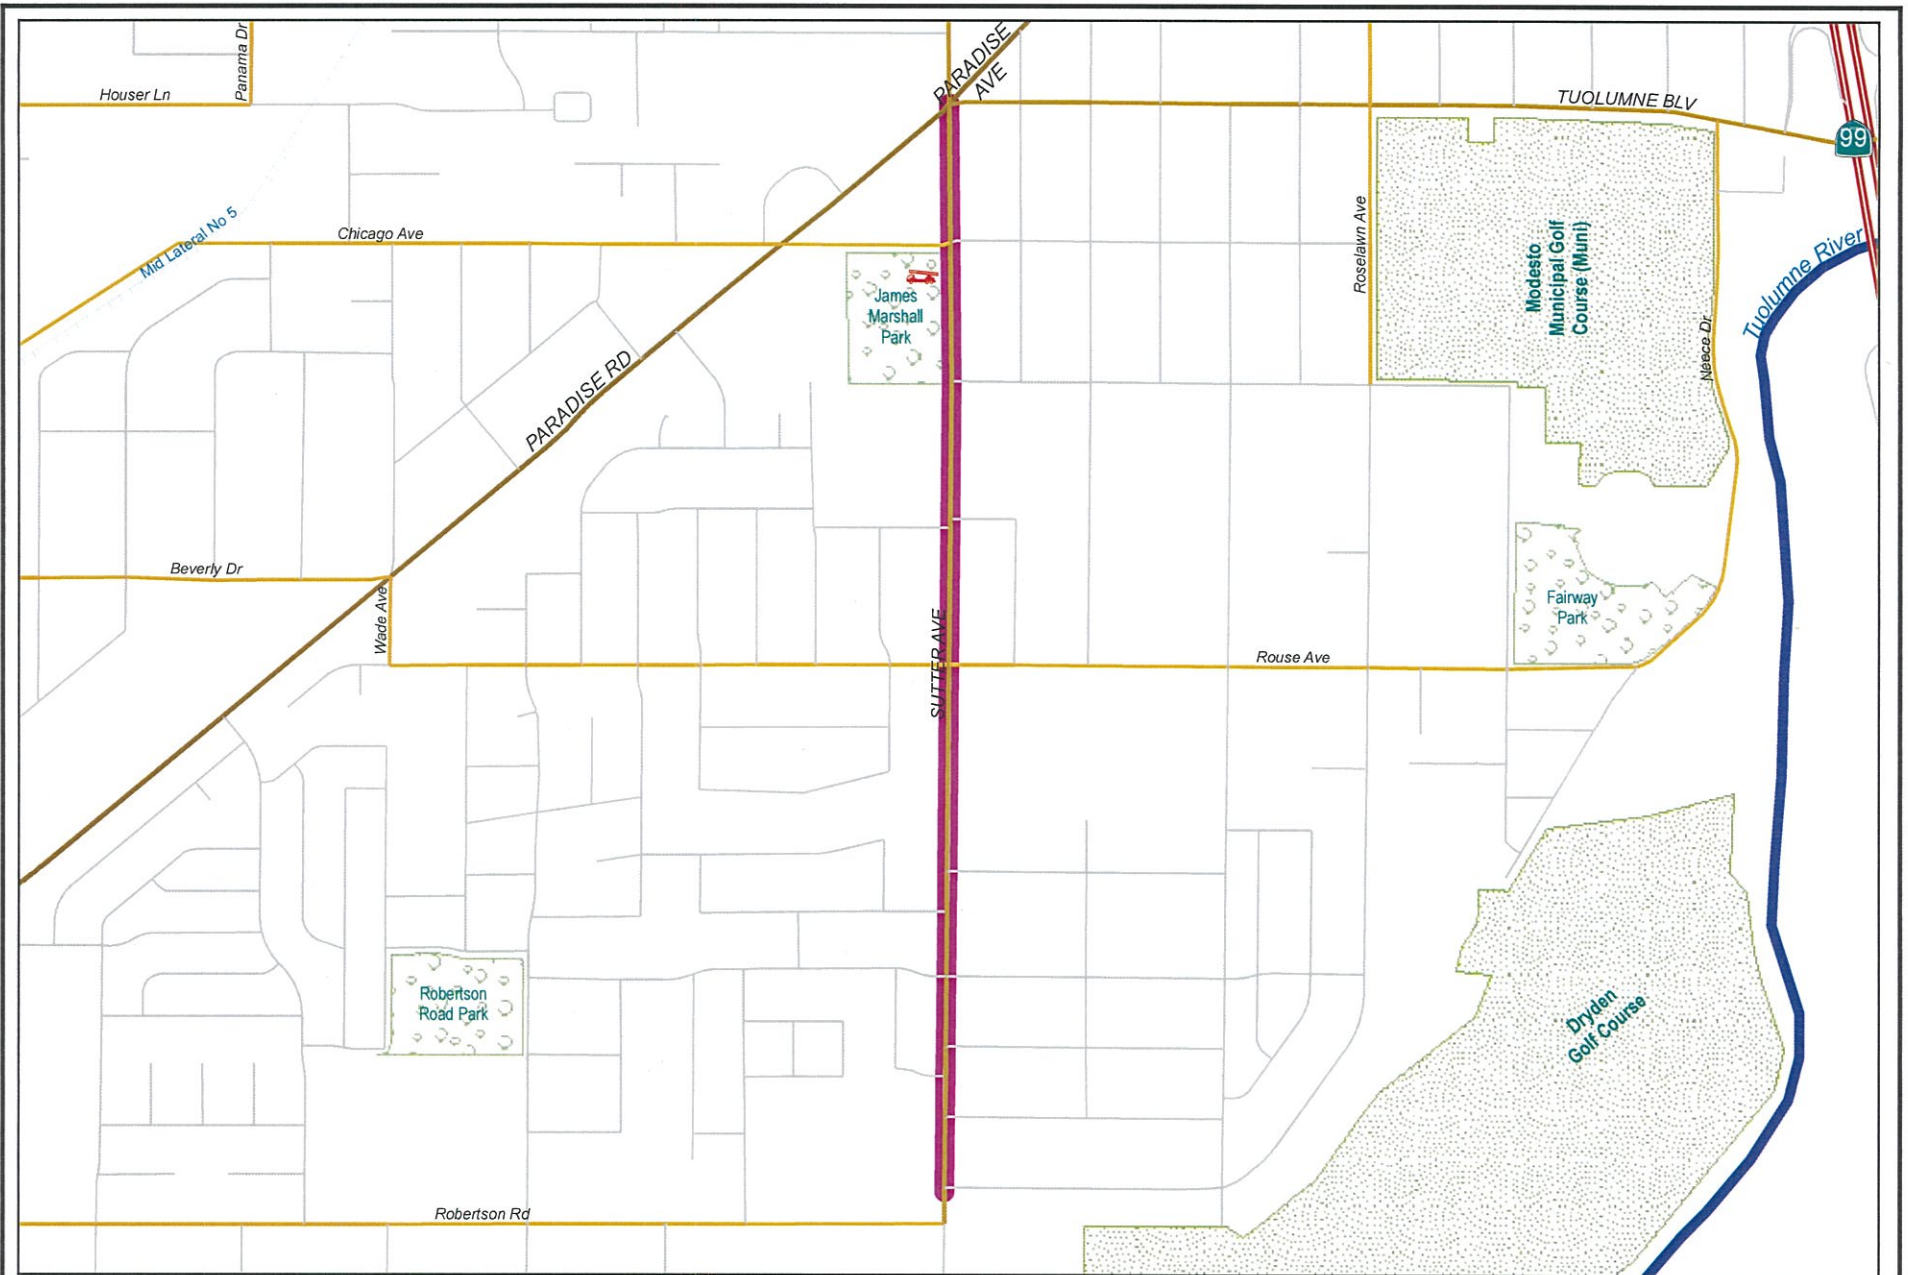 Panama Dr
Houser Ln
PARADISE
AVE
TUOLUMNE BLV
99
Mid Lateral No 5
Chicago Ave
Roselawn Ave
Modesto
Municipal Golf
Course (Muni)
Tuolumne River
James
Marshall
Park
Neece Dr
PARADISE RD
Beverly Dr
Wade Ave
Fairway
Park
SUTTER AVE
Rouse Ave
Robertson
Road Park
Dryden
Golf Course
Robertson Rd